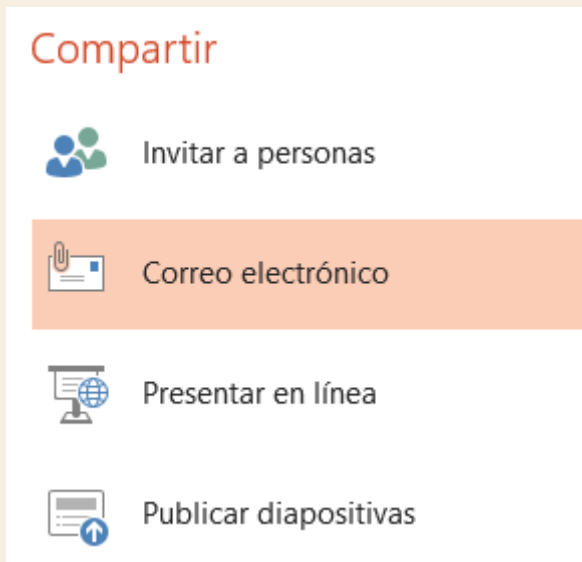 Compartir
Invitar a personas
Correo electrónico
Presentar en línea
Publicar diapositivas